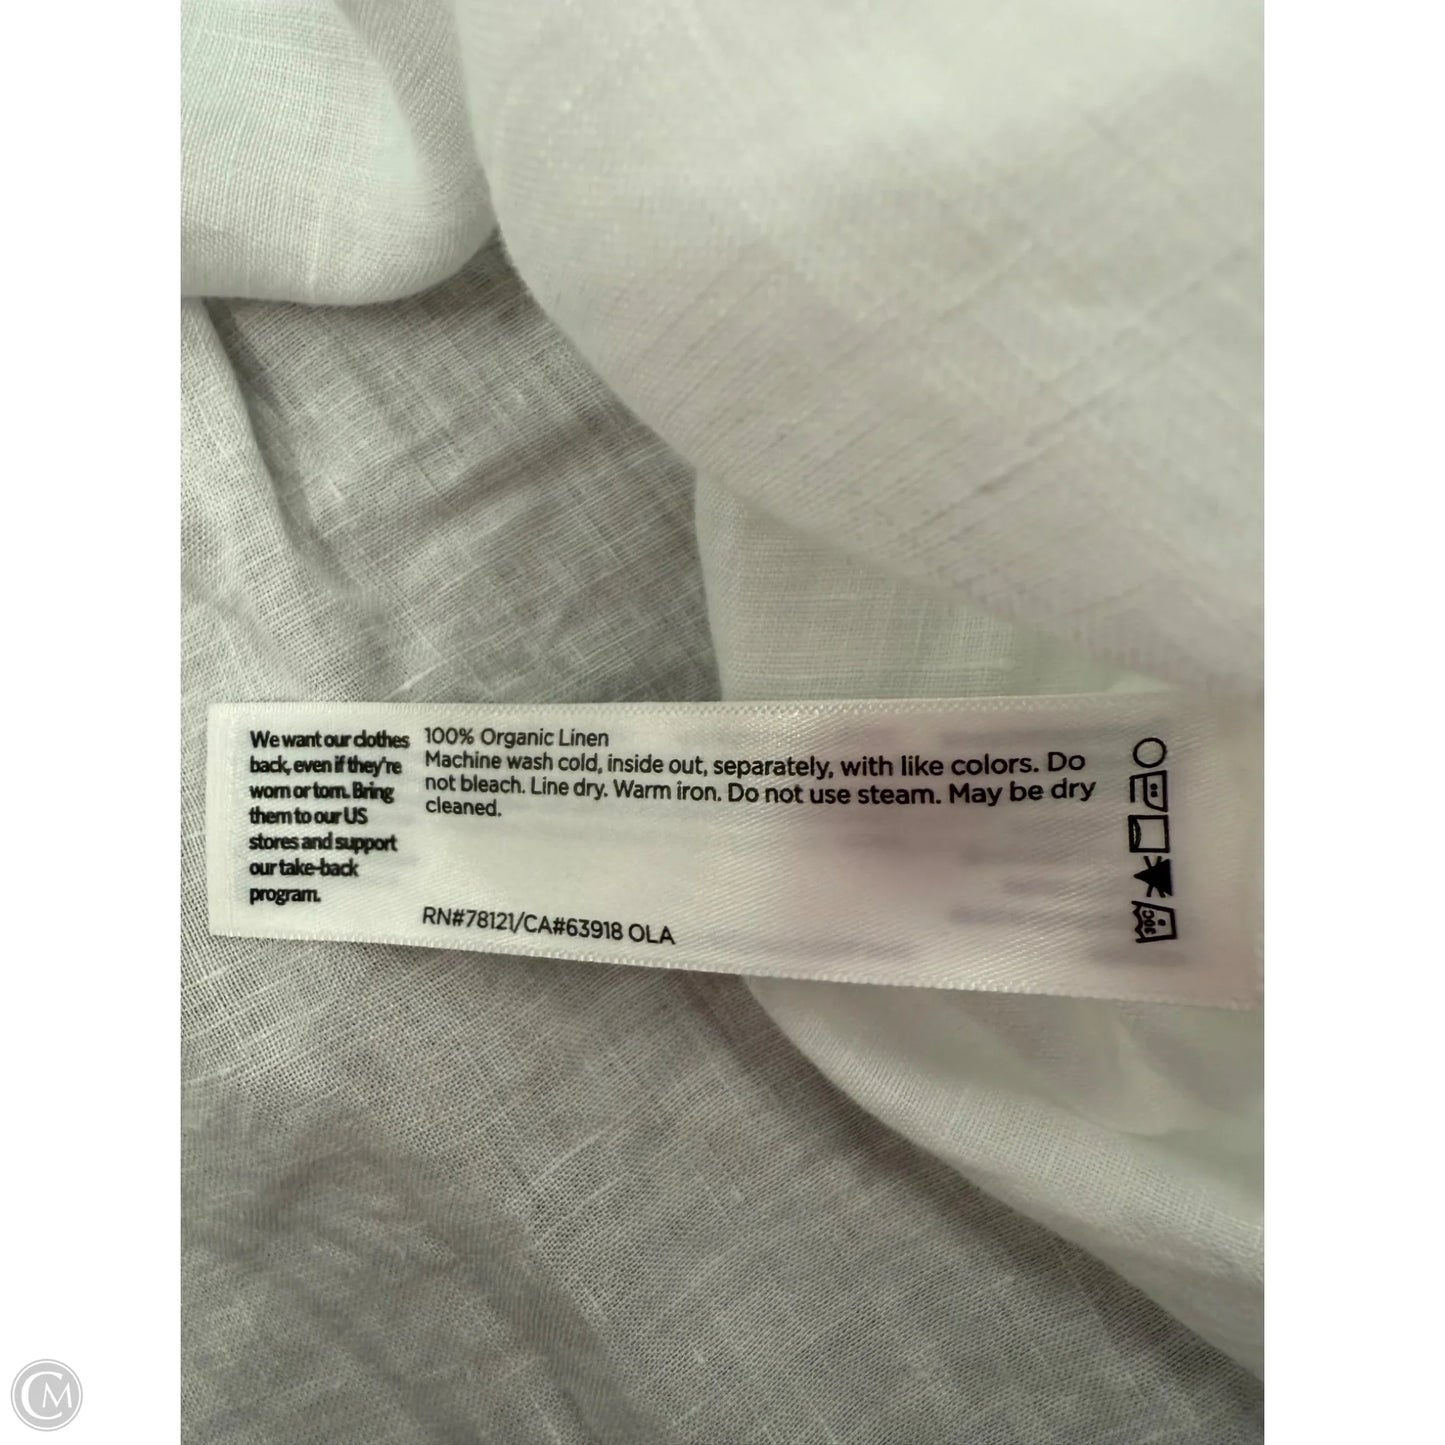 We want our clothes
back, even if they're
worn or torn. Bring
them to our US
stores and support
our take-back
program.
100% Organic Linen
Machine wash cold, inside out, separately, with like colors. Do
not bleach. Line dry. Warm iron. Do not use steam. May be dry
cleaned.
RN#78121/CA#63918 OLA
30C
CM